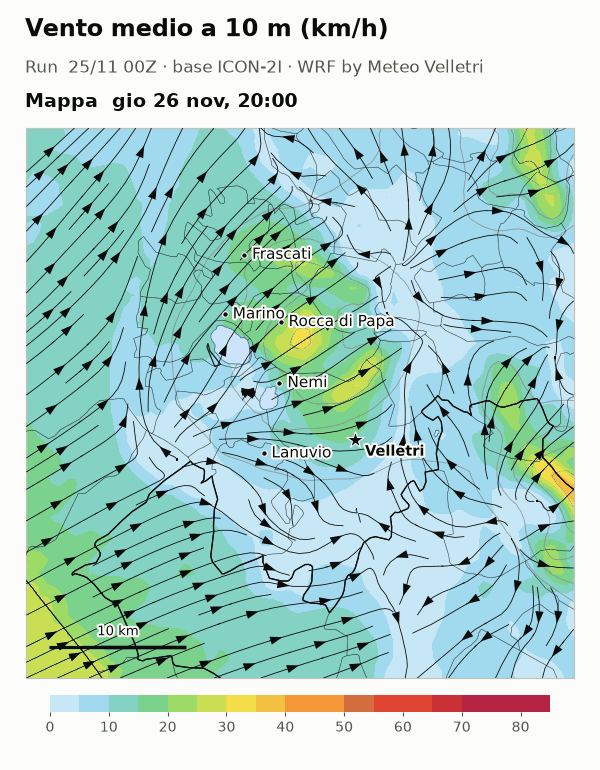 Vento medio a 10 m (km/h)
Run  25/11 00Z · base ICON-2I · WRF by Meteo Velletri
Mappa  gio 26 nov, 20:00
Frascati
Marino
Rocca di Papa
Nemi
Velletri
Lanuvio
10 km
0 10 20 30 40 50 60 70 80